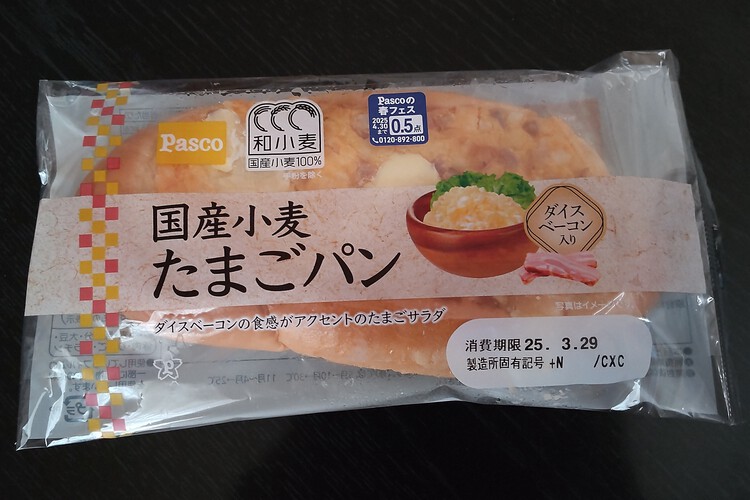 Pasco
和小麦
国産小麦100%
手粉を除く
Pascoの
春フェス
2025
4.30
まで
0.5点
0120-892-800
国産小麦
たまごパン
ダイス
ベーコン
入り
ダイスベーコンの食感がアクセントのたまごサラダ
写真はイメージ
消費期限 25. 3.29
製造所固有記号 +N /CXC